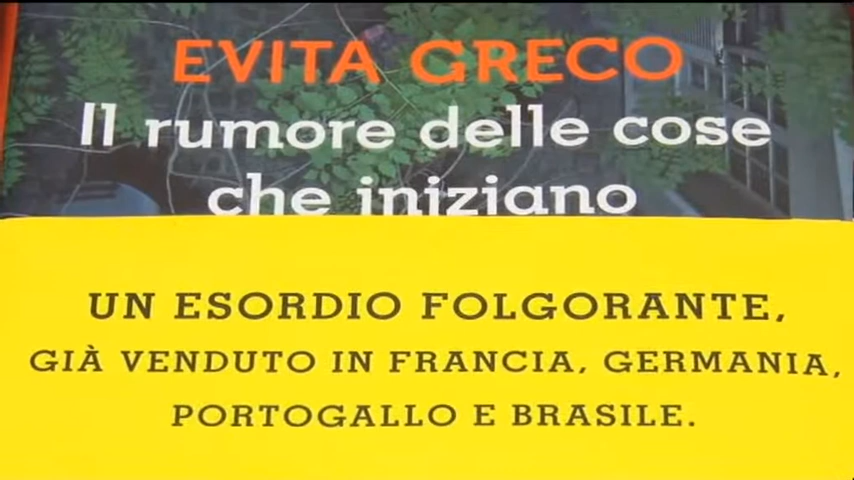 EVITA GRECO
Il rumore delle cose
che iniziano
UN ESORDIO FOLGORANTE,
GIÀ VENDUTO IN FRANCIA, GERMANIA,
PORTOGALLO E BRASILE.